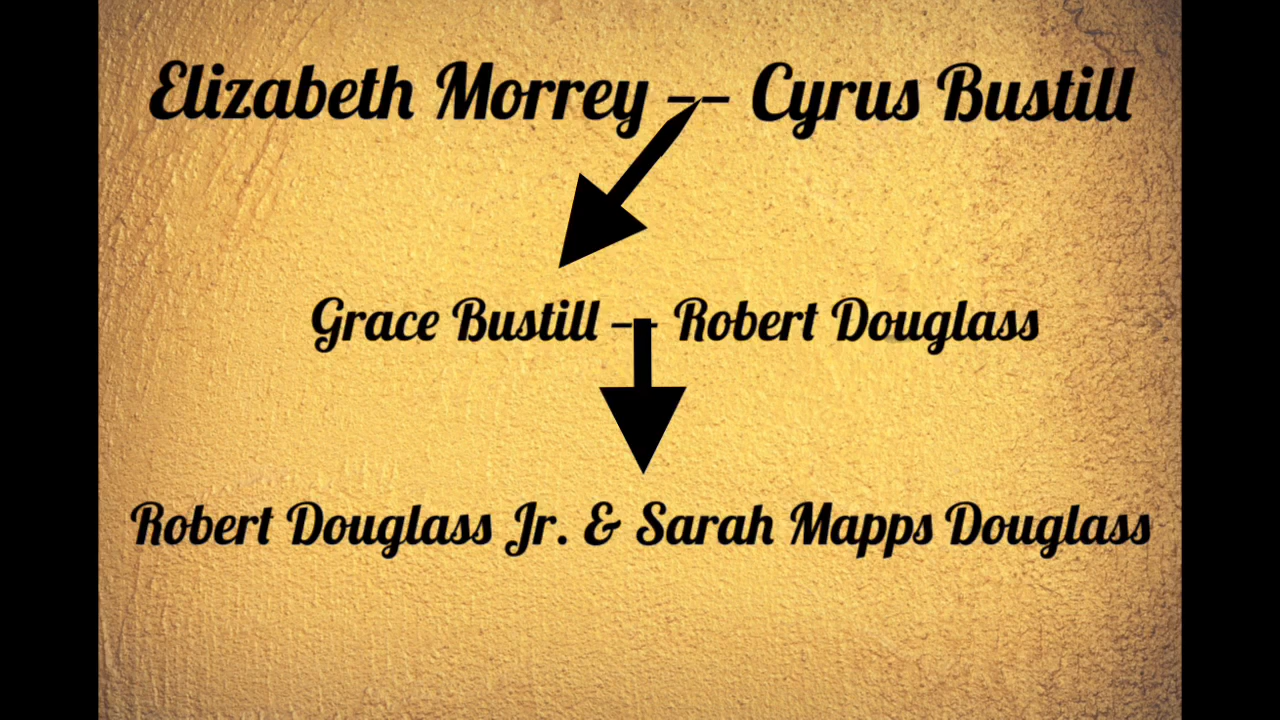 Elizabeth Morrey -- Cyrus Bustill
Grace Bustill -- Robert Douglass
Robert Douglass Jr. & Sarah Mapps Douglass